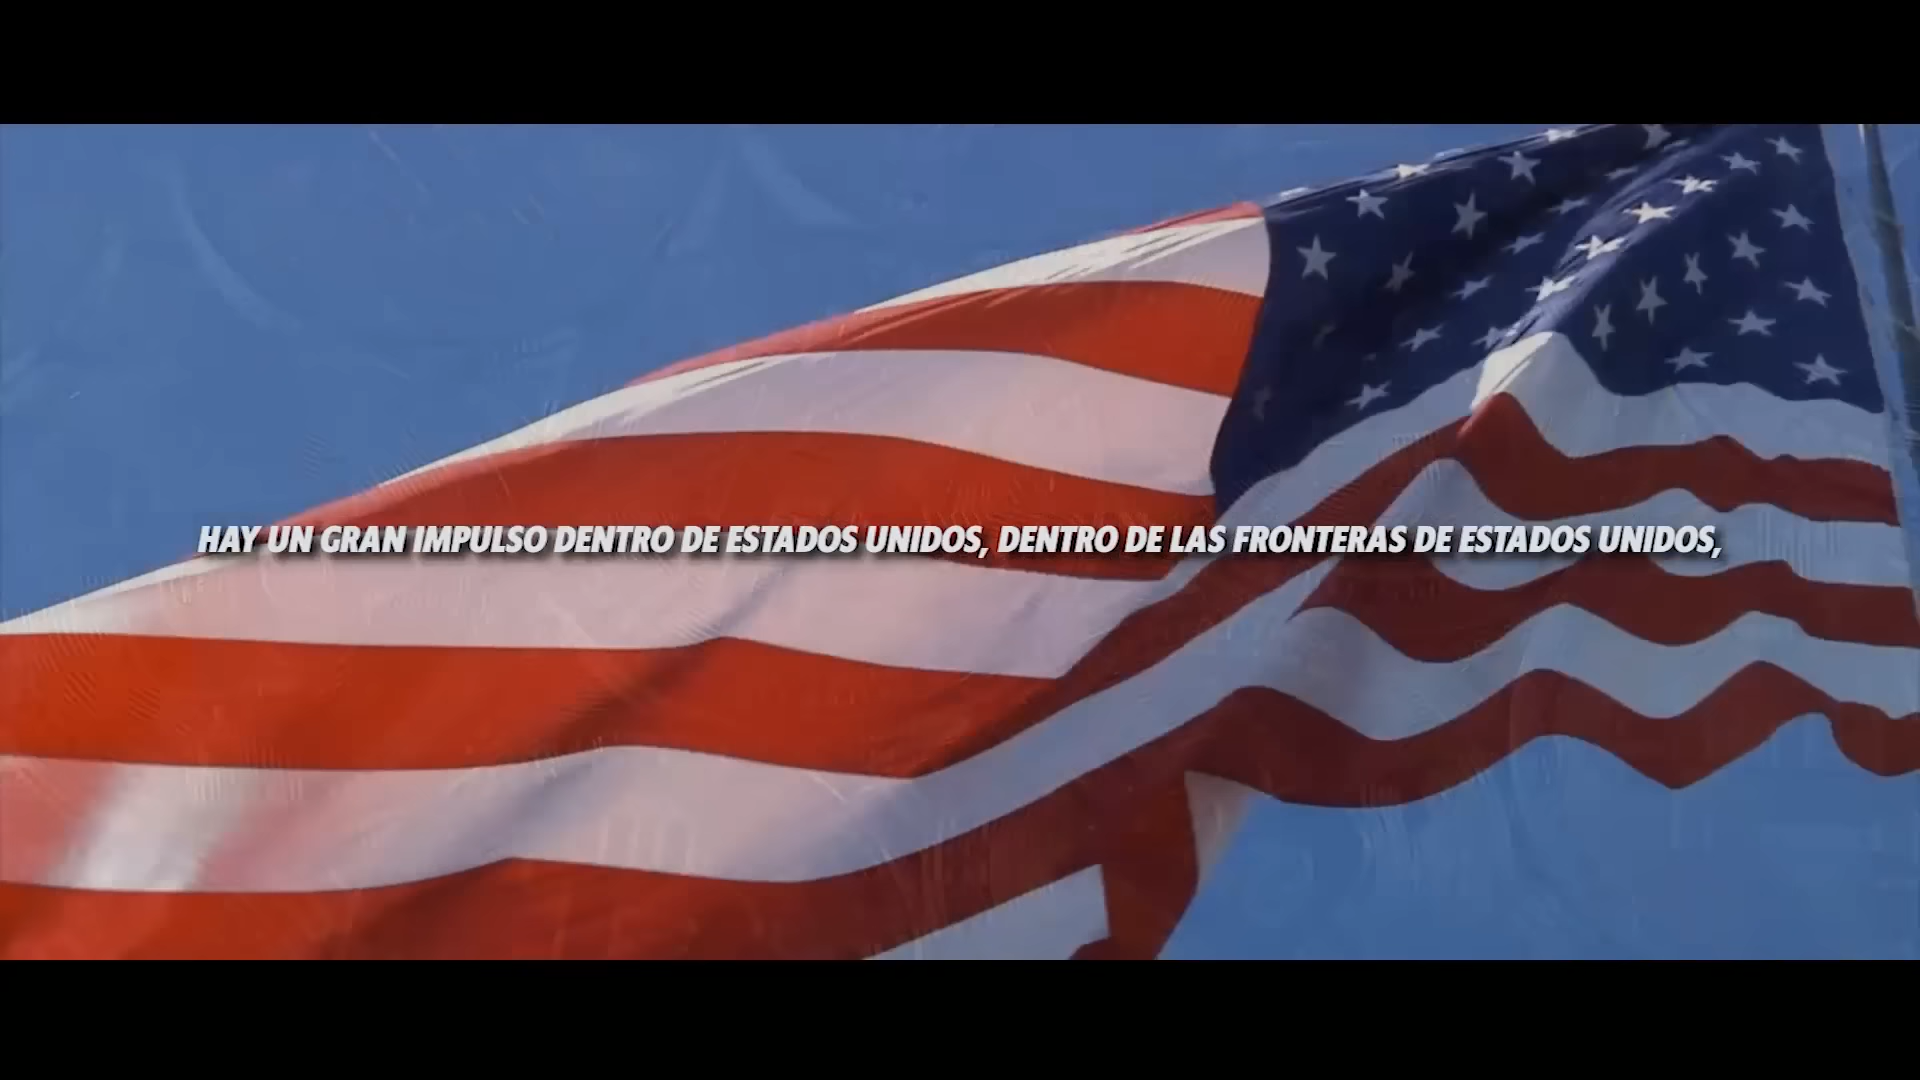 HAY UN GRAN IMPULSO DENTRO DE ESTADOS UNIDOS, DENTRO DE LAS FRONTERAS DE ESTADOS UNIDOS,